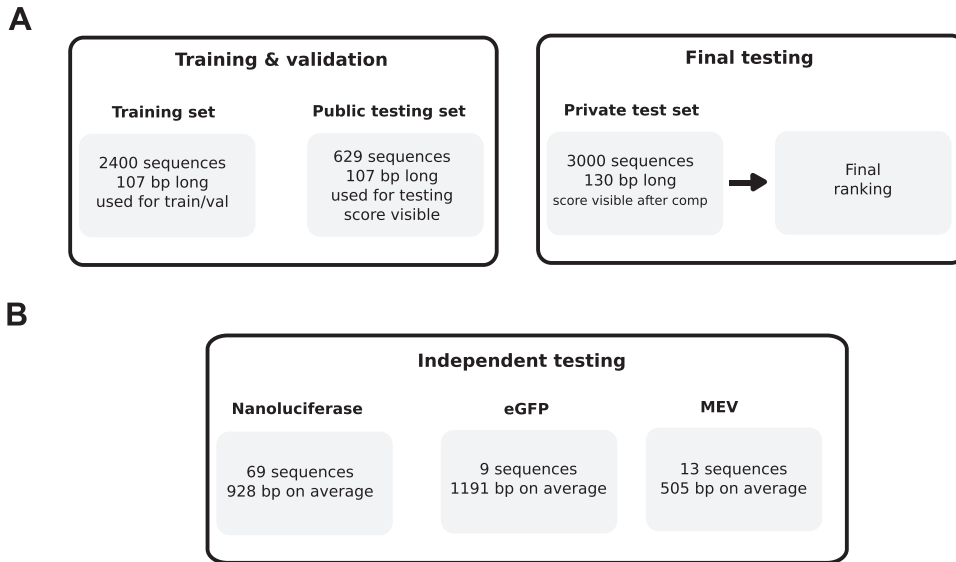 A
Training & validation
Training set
2400 sequences
107 bp long
used for train/val
Public testing set
629 sequences
107 bp long
used for testing
score visible
Final testing
Private test set
3000 sequences
130 bp long
score visible after comp
Final
ranking
B
Independent testing
Nanoluciferase
69 sequences
928 bp on average
eGFP
9 sequences
1191 bp on average
MEV
13 sequences
505 bp on average